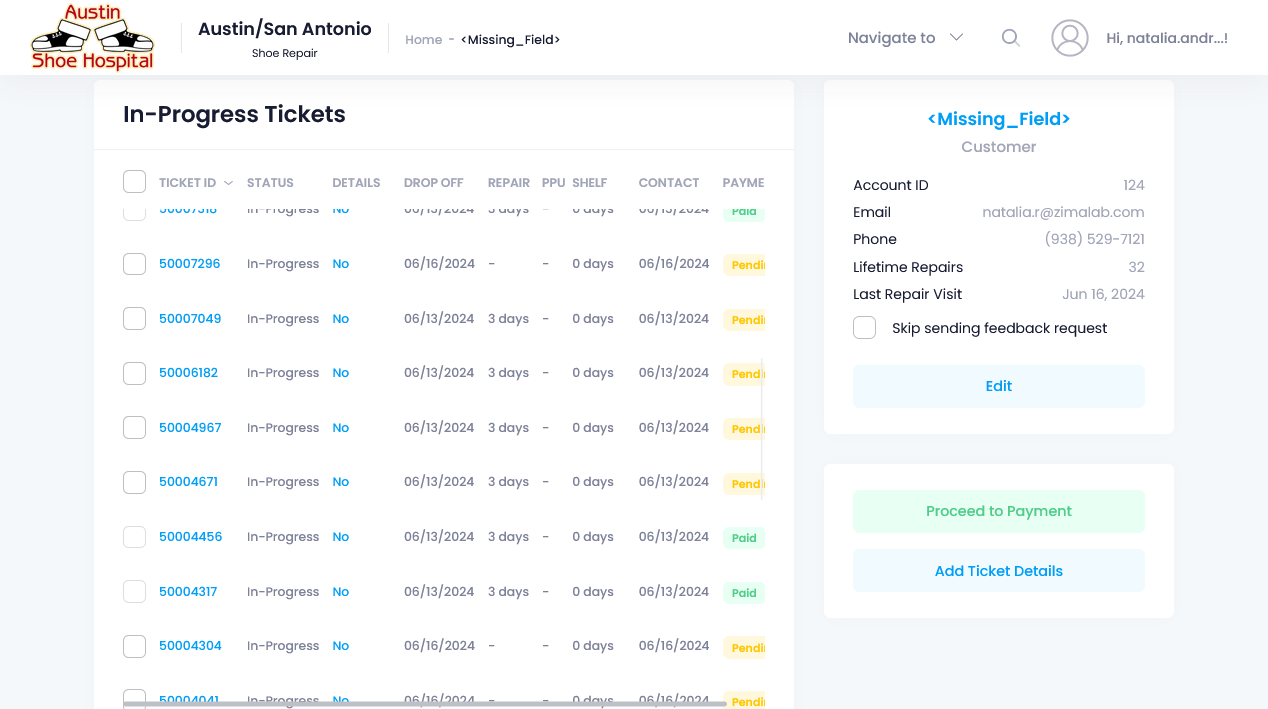 Austin
Shoe Hospital
Austin/San Antonio
Shoe Repair
Home - <Missing_Field>
Navigate to
Hi, natalia.andr...!
In-Progress Tickets
TICKET ID STATUS DETAILS DROP OFF REPAIR PPU SHELF CONTACT PAYME
50007318 In-Progress No 06/13/2024 3 days - 0 days 06/13/2024 Paid
50007296 In-Progress No 06/16/2024 - - 0 days 06/16/2024 Pendi
50007049 In-Progress No 06/13/2024 3 days - 0 days 06/13/2024 Pendi
50006182 In-Progress No 06/13/2024 3 days - 0 days 06/13/2024 Pendi
50004967 In-Progress No 06/13/2024 3 days - 0 days 06/13/2024 Pendi
50004671 In-Progress No 06/13/2024 3 days - 0 days 06/13/2024 Pendi
50004456 In-Progress No 06/13/2024 3 days - 0 days 06/13/2024 Paid
50004317 In-Progress No 06/13/2024 3 days - 0 days 06/13/2024 Paid
50004304 In-Progress No 06/16/2024 - - 0 days 06/16/2024 Pendi
50004041 In-Progress No 06/16/2024 - - 0 days 06/16/2024 Pendi
<Missing_Field>
Customer
Account ID 124
Email natalia.r@zimalab.com
Phone (938) 529-7121
Lifetime Repairs 32
Last Repair Visit Jun 16, 2024
Skip sending feedback request
Edit
Proceed to Payment
Add Ticket Details